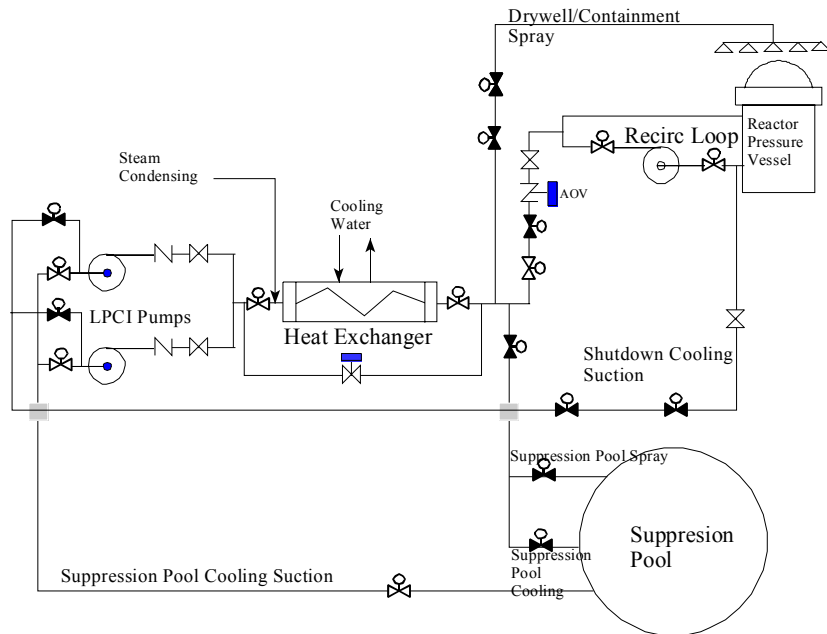 Drywell/Containment
Spray
Reactor
Pressure
Vessel
Recirc Loop
Steam
Condensing
AOV
Cooling
Water
LPCI Pumps
Heat Exchanger
Shutdown Cooling
Suction
Suppression Pool Spray
Suppresion
Pool
Suppression
Pool
Cooling
Suppression Pool Cooling Suction